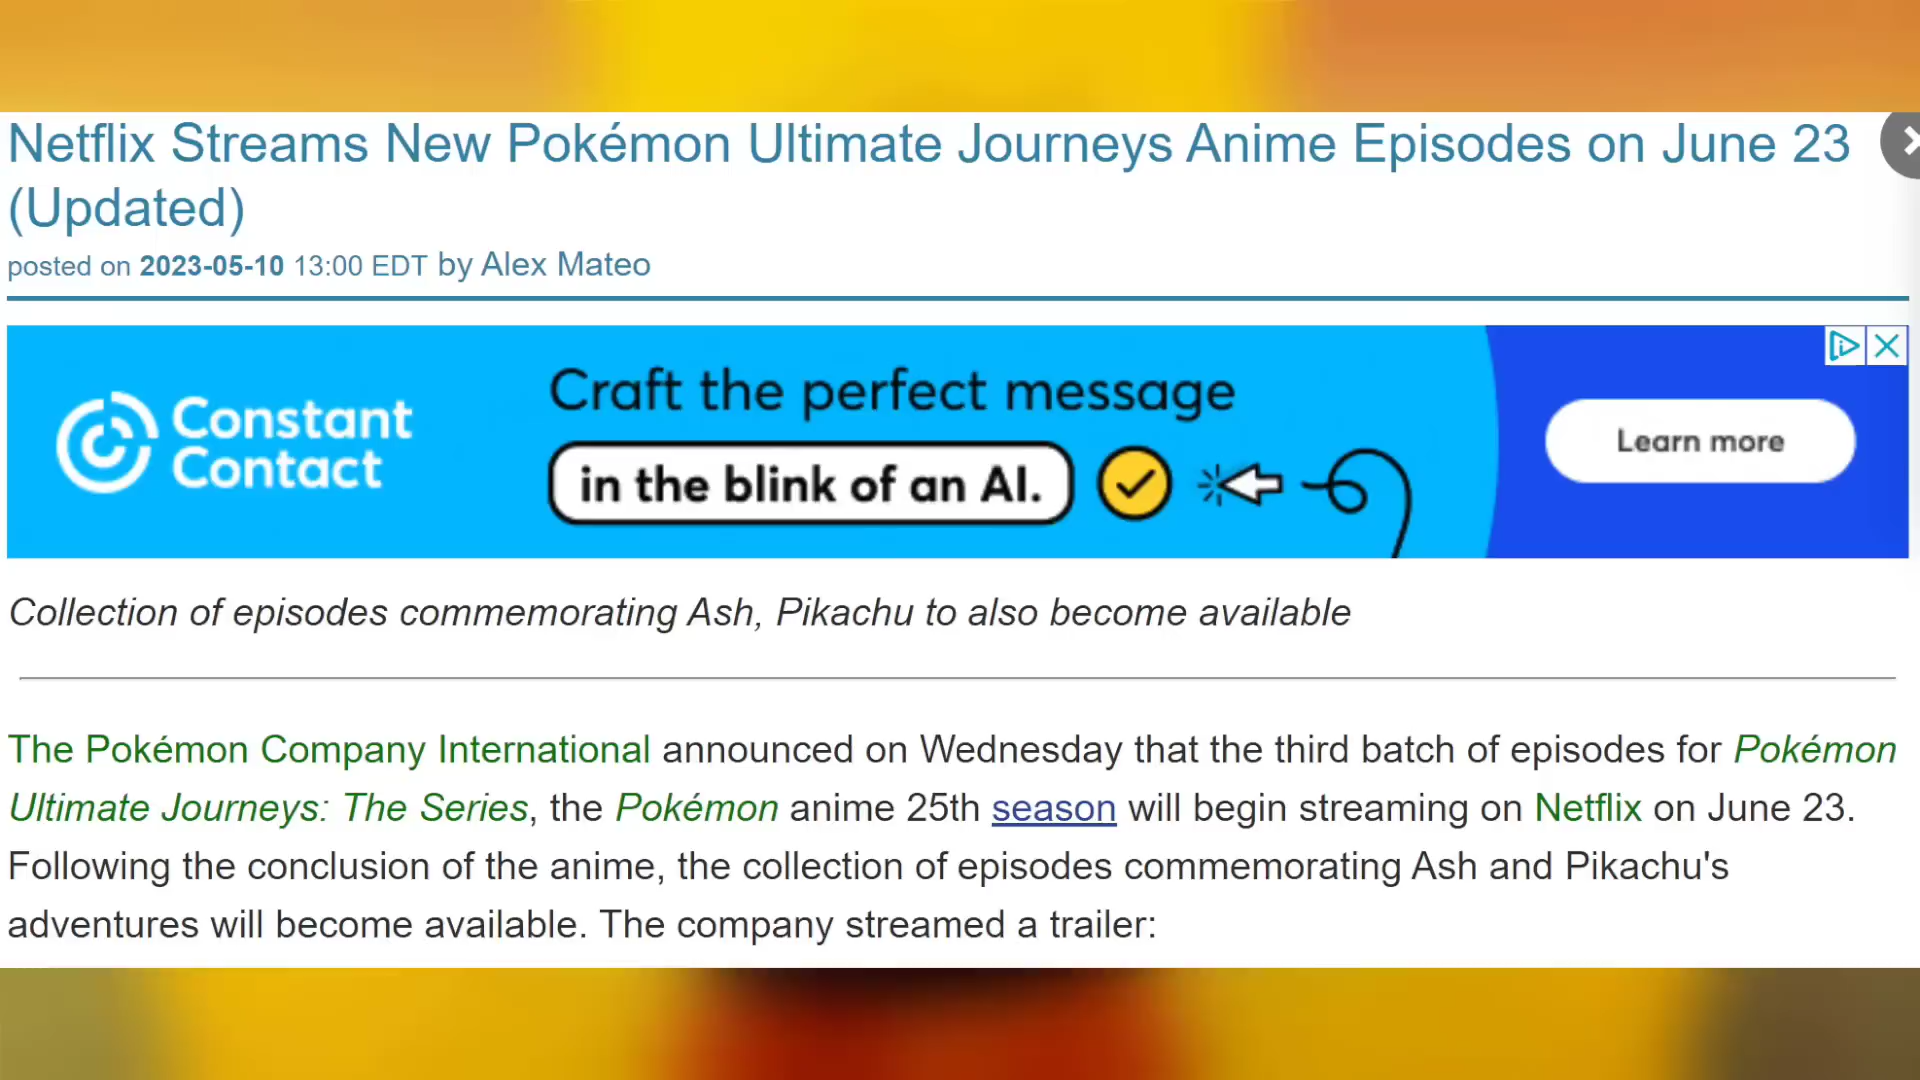 Netflix Streams New Pokémon Ultimate Journeys Anime Episodes on June 23
(Updated)
posted on 2023-05-10 13:00 EDT by Alex Mateo
Constant
Contact
Craft the perfect message
in the blink of an AI.
Learn more
Collection of episodes commemorating Ash, Pikachu to also become available
The Pokémon Company International announced on Wednesday that the third batch of episodes for Pokémon
Ultimate Journeys: The Series, the Pokémon anime 25th season will begin streaming on Netflix on June 23.
Following the conclusion of the anime, the collection of episodes commemorating Ash and Pikachu's
adventures will become available. The company streamed a trailer: